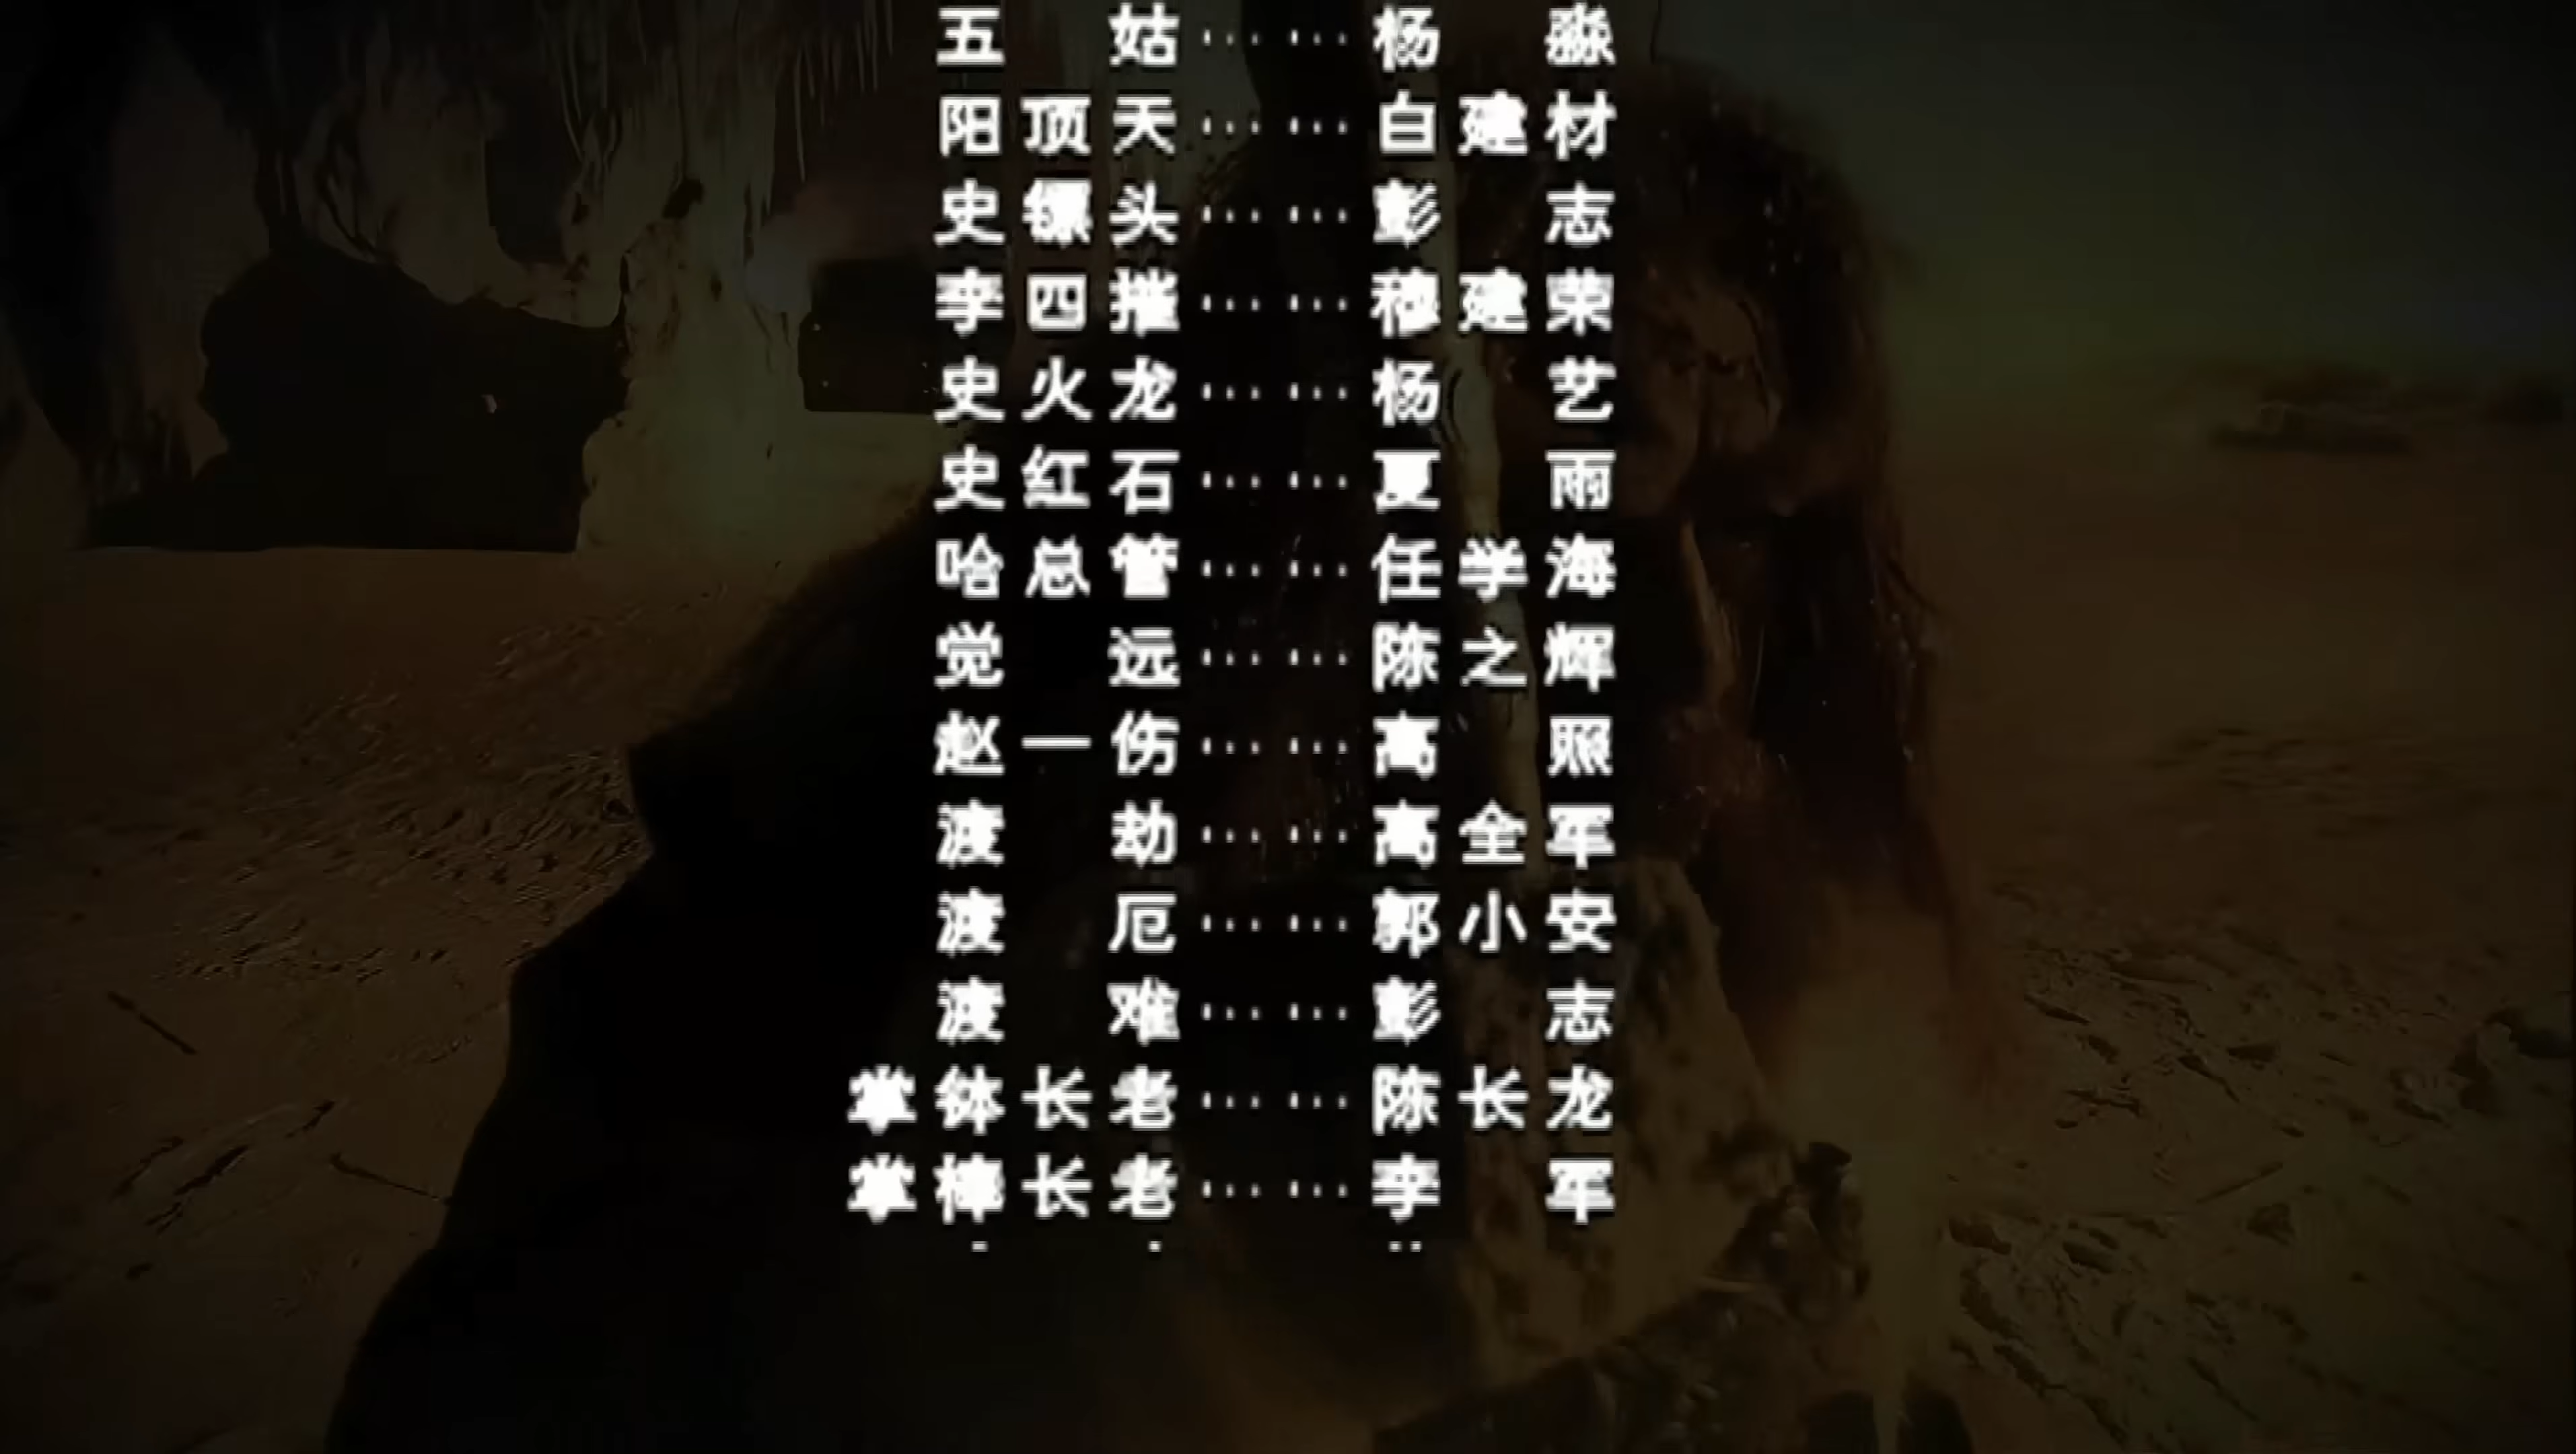 五姑……杨淼
阳顶天……白建材
史镖头……彭志
李四摧……穆建荣
史火龙……杨艺
史红石……夏雨
哈总管……任学海
觉远……陈之辉
赵一伤……高照
渡劫……高全军
渡厄……郭小安
渡难……彭志
掌钵长老……陈长龙
掌棒长老……李军